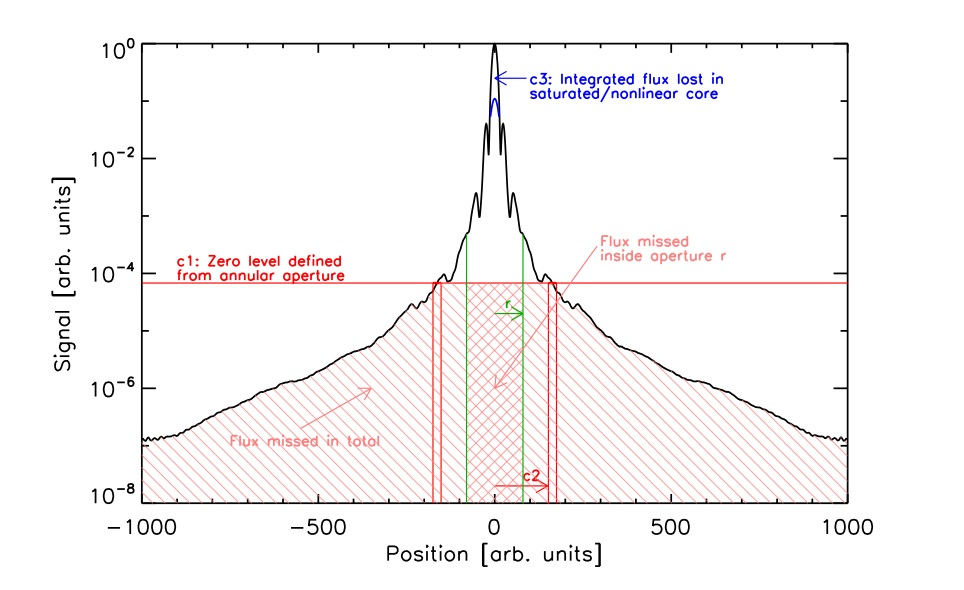 10⁰
c3: Integrated flux lost in
saturated/nonlinear core
10⁻²
Flux missed
inside aperture r
c1: Zero level defined
from annular aperture
10⁻⁴
r
10⁻⁶
Flux missed in total
c2
10⁻⁸
−1000 −500 0 500 1000
Position [arb. units]
Signal [arb. units]